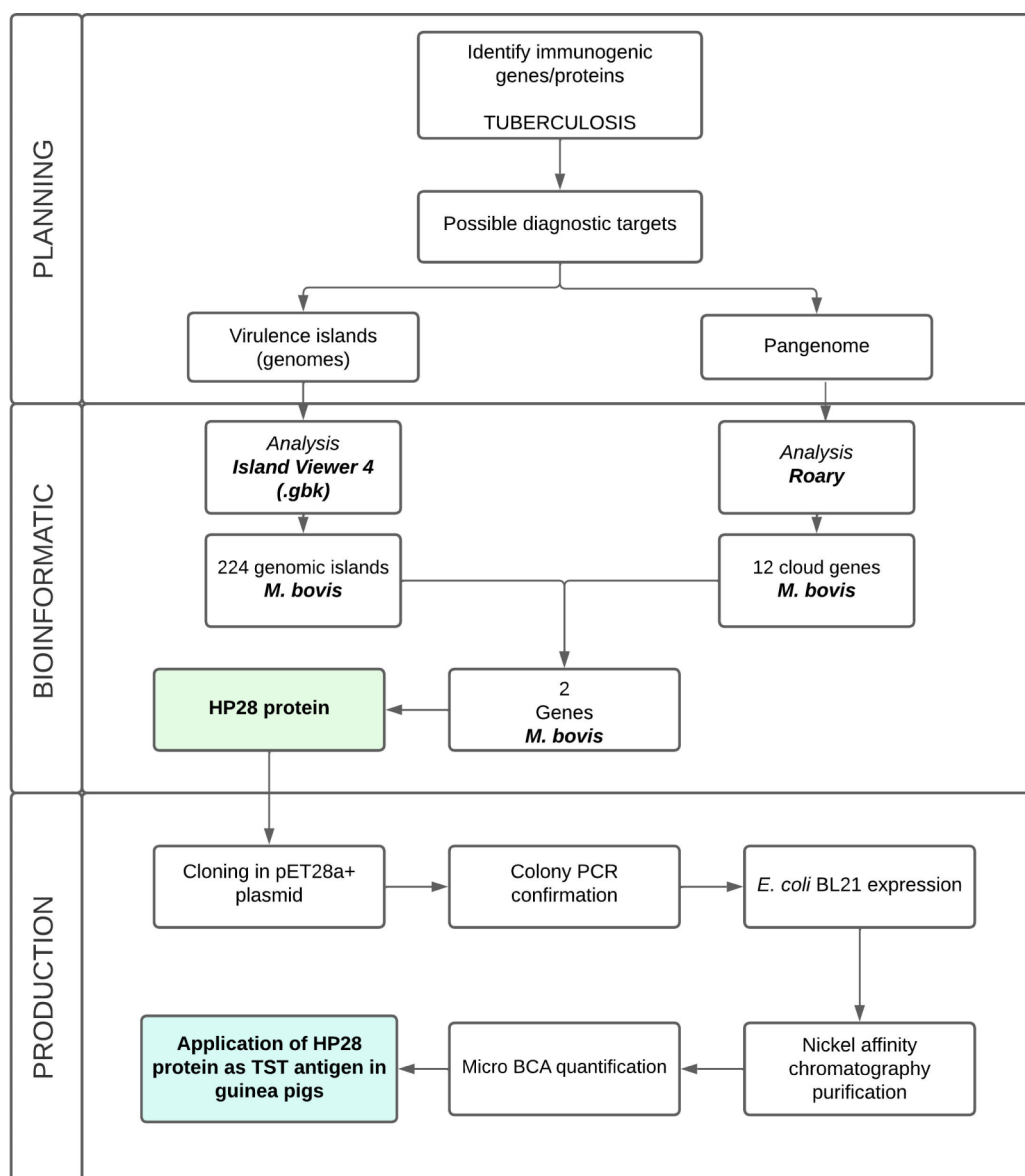 PLANNING
Identify immunogenic
genes/proteins
TUBERCULOSIS
Possible diagnostic targets
Virulence islands
(genomes)
Pangenome
BIOINFORMATIC
Analysis
Island Viewer 4
(.gbk)
Analysis
Roary
224 genomic islands
M. bovis
12 cloud genes
M. bovis
HP28 protein
2
Genes
M. bovis
PRODUCTION
Cloning in pET28a+
plasmid
Colony PCR
confirmation
E. coli BL21 expression
Application of HP28
protein as TST antigen in
guinea pigs
Micro BCA quantification
Nickel affinity
chromatography
purification